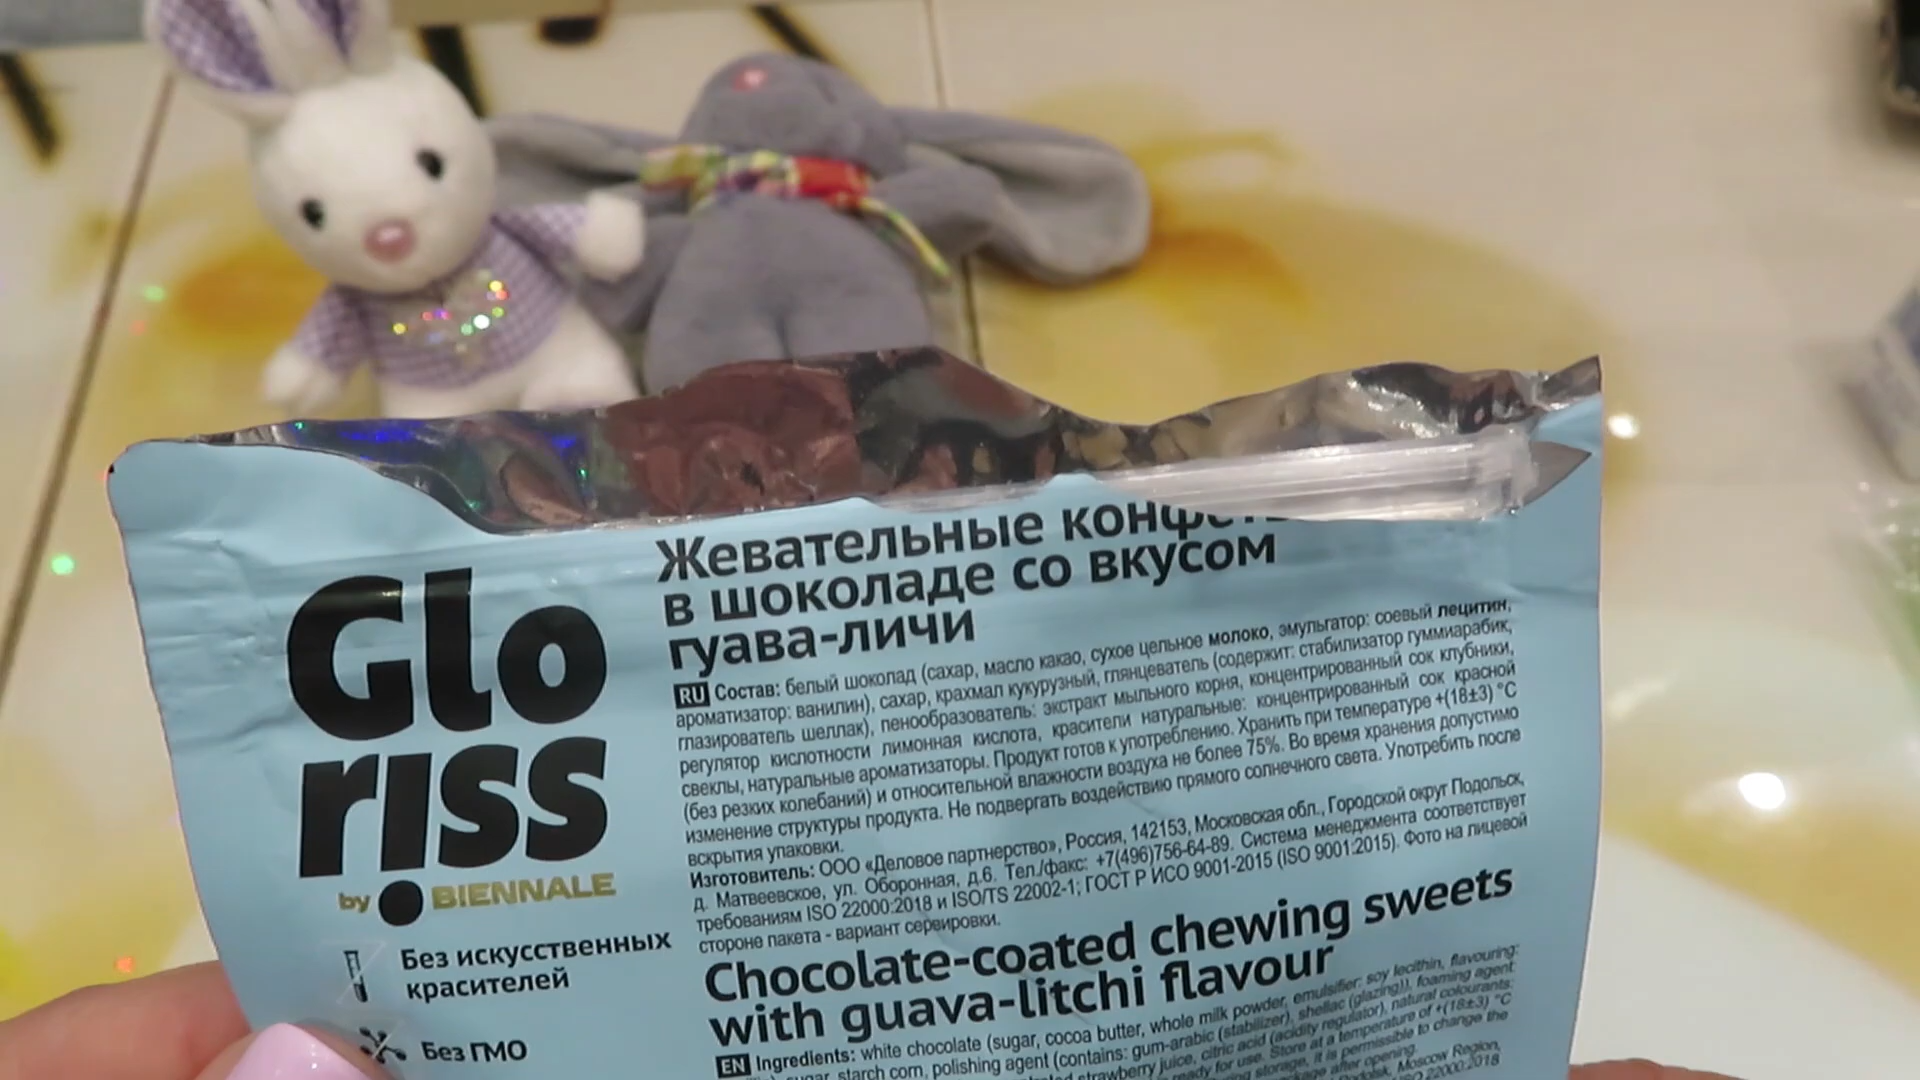 Glo
riss
by BIENNALE
Без искусственных
красителей
Без ГМО
Жевательные
в шоколаде со вкусом
гуава-личи
RU Состав: белый шоколад (сахар, масло какао, сухое цельное молоко, эмульгатор: соевый лецитин,
ароматизатор: ванилин), сахар, крахмал кукурузный, глянцеватель (содержит: стабилизатор гуммиарабик,
глазирователь шеллак), пенообразователь: экстракт мыльного корня, концентрированный сок клубники,
регулятор кислотности лимонная кислота, красители натуральные: концентрированный сок красной
свеклы, натуральные ароматизаторы. Продукт готов к употреблению. Хранить при температуре +(18±3) °C
(без резких колебаний) и относительной влажности воздуха не более 75%. Во время хранения допустимо
изменение структуры продукта. Не подвергать воздействию прямого солнечного света. Употребить после
вскрытия упаковки.
Изготовитель: ООО «Деловое партнерство», Россия, 142153, Московская обл., Городской округ Подольск,
д. Матвеевское, ул. Оборонная, д.6. Тел./факс: +7(496)756-64-89. Система менеджмента соответствует
требованиям ISO 22000:2018 и ISO/TS 22002-1; ГОСТ Р ИСО 9001-2015 (ISO 9001:2015). Фото на лицевой
стороне пакета - вариант сервировки.
Chocolate-coated chewing sweets
with guava-litchi flavour
EN Ingredients: white chocolate (sugar, cocoa butter, whole milk powder, emulsifier: soy lecithin, flavouring:
sugar, starch corn, polishing agent (contains: gum-arabic (stabilizer), shellac (glazing)), foaming agent:
strawberry juice, citric acid (acidity regulator), natural colourants:
ready for use. Store at a temperature of +(18±3) °C
storage, it is permissible to change the
package after opening.
Moscow Region,
22000:2018